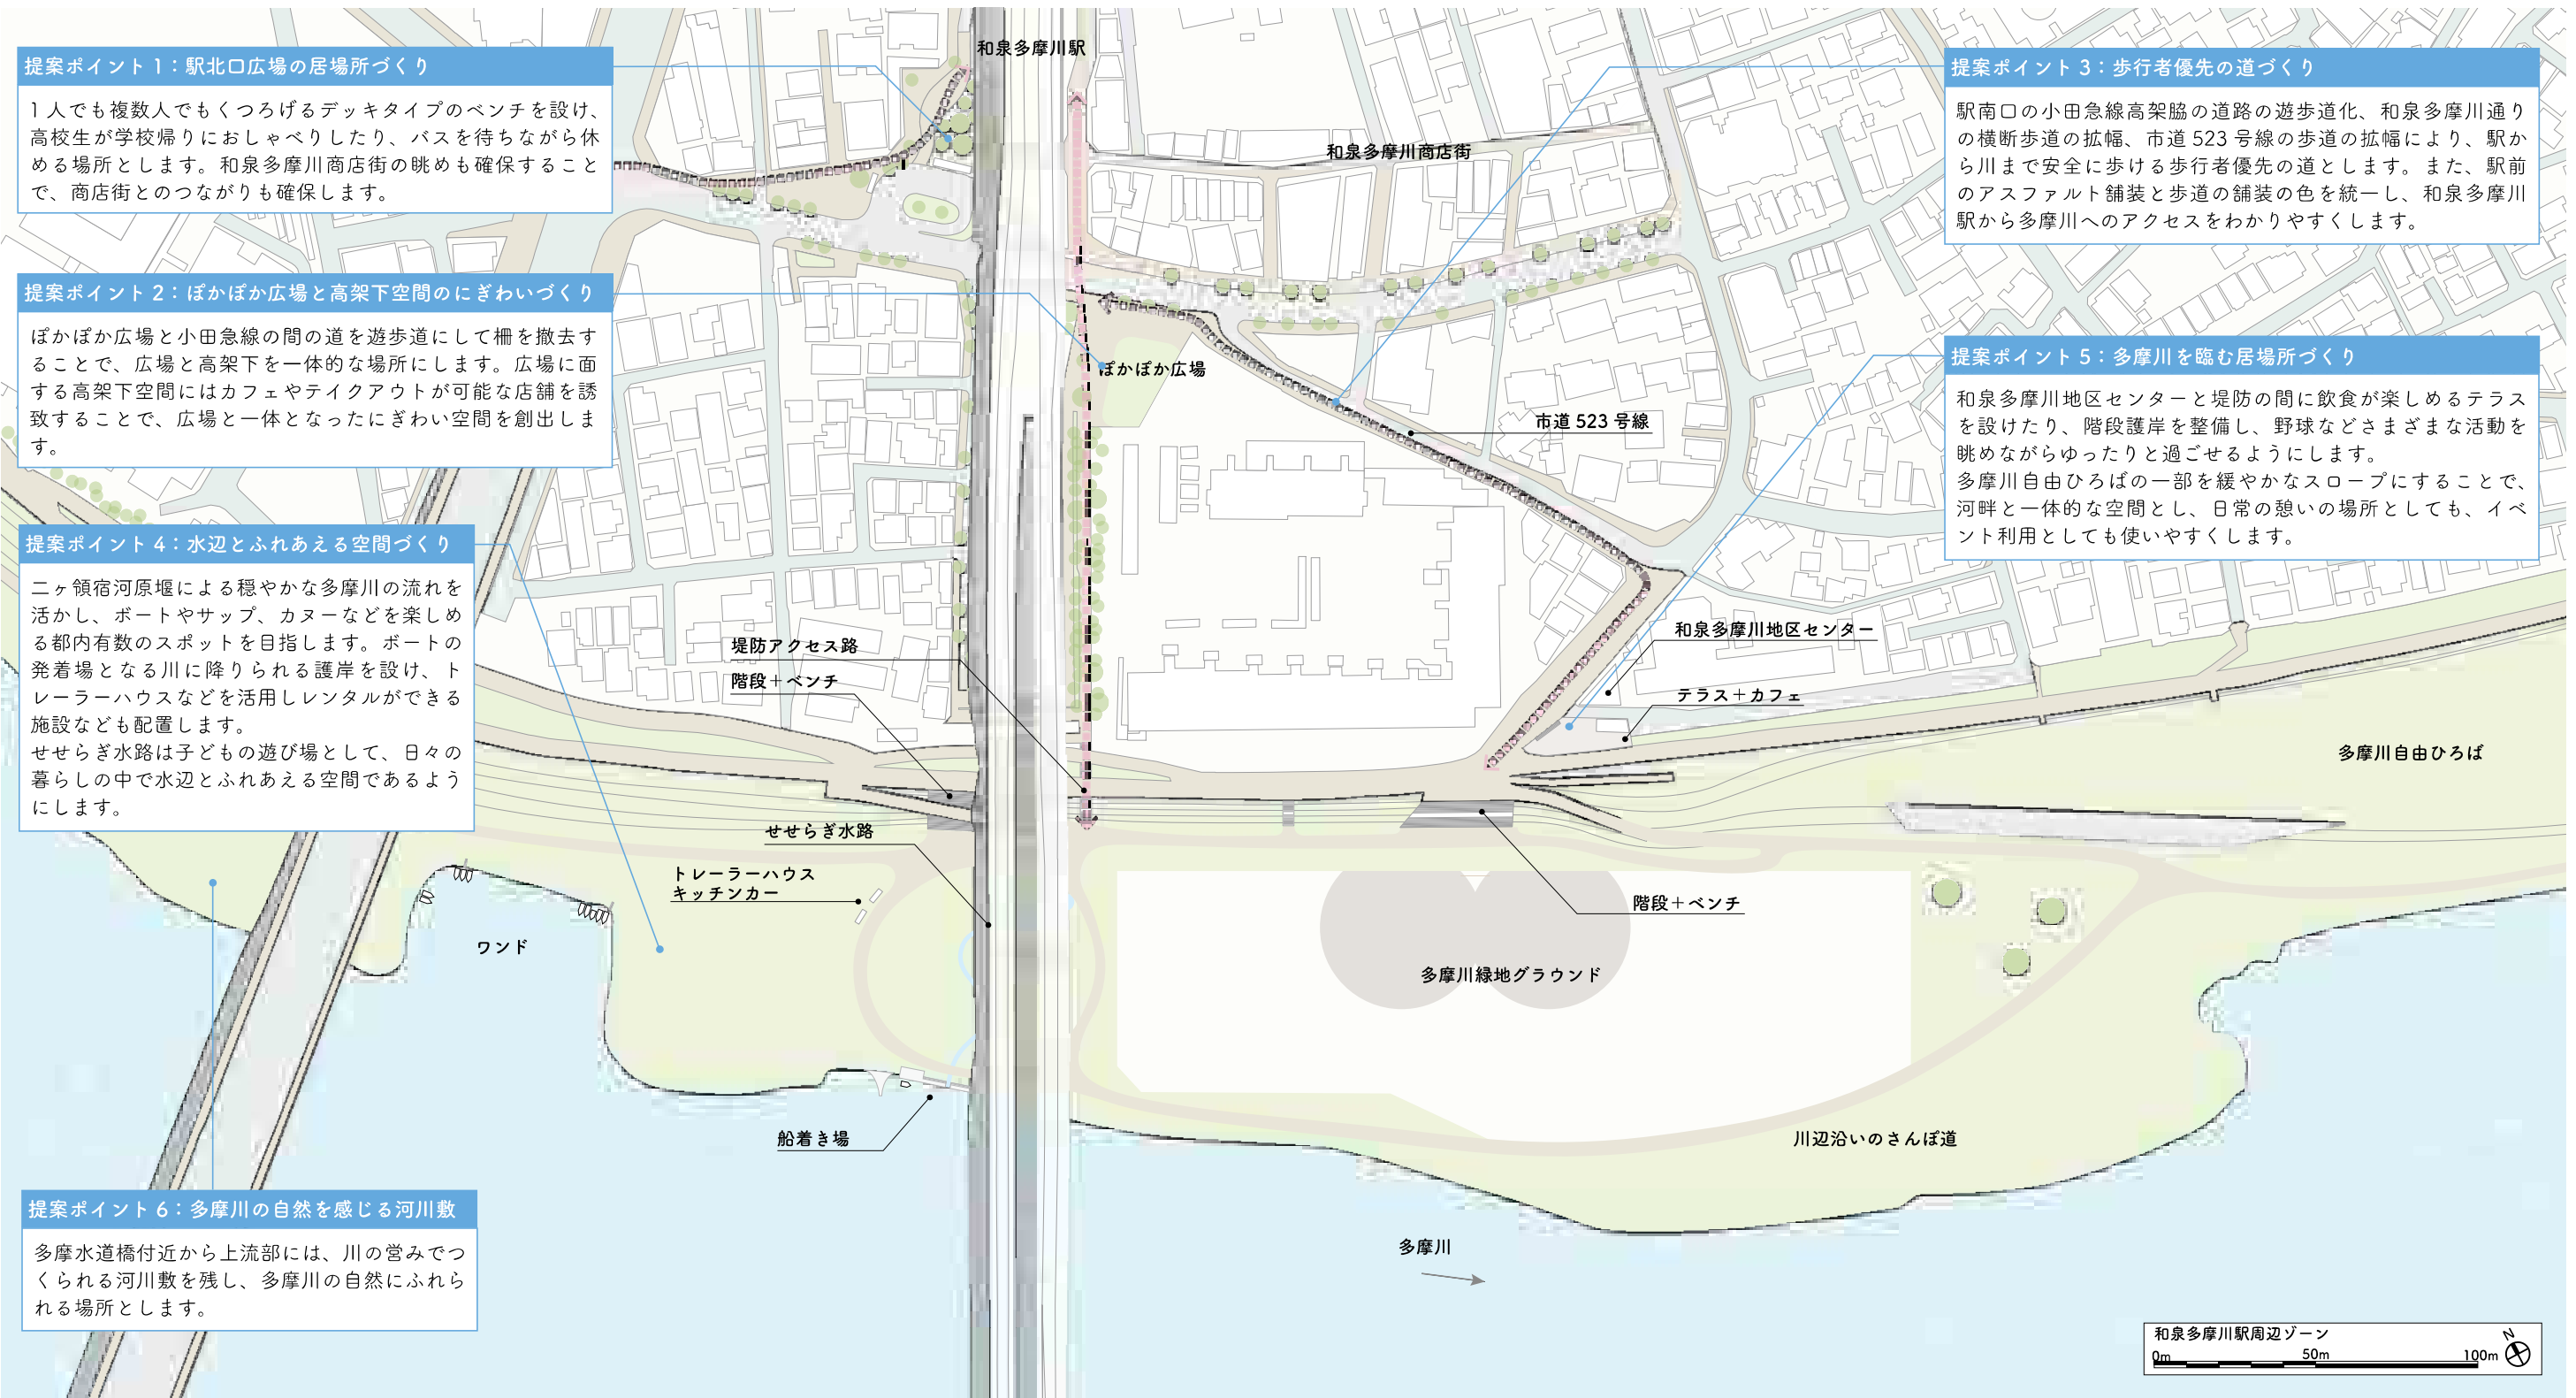 和泉多摩川駅
提案ポイント1：駅北口広場の居場所づくり
1人でも複数人でもくつろげるデッキタイプのベンチを設け、
高校生が学校帰りにおしゃべりしたり、バスを待ちながら休
める場所とします。和泉多摩川商店街の眺めも確保すること
で、商店街とのつながりも確保します。
提案ポイント2：ぽかぽか広場と高架下空間のにぎわいづくり
ぽかぽか広場と小田急線の間の道を遊歩道にして柵を撤去す
ることで、広場と高架下を一体的な場所にします。広場に面
する高架下空間にはカフェやテイクアウトが可能な店舗を誘
致することで、広場と一体となったにぎわい空間を創出しま
す。
提案ポイント3：歩行者優先の道づくり
駅南口の小田急線高架脇の道路の遊歩道化、和泉多摩川通り
の横断歩道の拡幅、市道523号線の歩道の拡幅により、駅か
ら川まで安全に歩ける歩行者優先の道とします。また、駅前
のアスファルト舗装と歩道の舗装の色を統一し、和泉多摩川
駅から多摩川へのアクセスをわかりやすくします。
提案ポイント4：水辺とふれあえる空間づくり
二ヶ領宿河原堰による穏やかな多摩川の流れを
活かし、ボートやサップ、カヌーなどを楽しめ
る都内有数のスポットを目指します。ボートの
発着場となる川に降りられる護岸を設け、ト
レーラーハウスなどを活用しレンタルができる
施設なども配置します。
せせらぎ水路は子どもの遊び場として、日々の
暮らしの中で水辺とふれあえる空間であるよう
にします。
提案ポイント5：多摩川を臨む居場所づくり
和泉多摩川地区センターと堤防の間に飲食が楽しめるテラス
を設けたり、階段護岸を整備し、野球などさまざまな活動を
眺めながらゆったりと過ごせるようにします。
多摩川自由ひろばの一部を緩やかなスロープにすることで、
河畔と一体的な空間とし、日常の憩いの場所としても、イベ
ント利用としても使いやすくします。
提案ポイント6：多摩川の自然を感じる河川敷
多摩水道橋付近から上流部には、川の営みでつ
くられる河川敷を残し、多摩川の自然にふれら
れる場所とします。
和泉多摩川商店街
ぽかぽか広場
市道523号線
和泉多摩川地区センター
テラス＋カフェ
堤防アクセス路
階段＋ベンチ
多摩川自由ひろば
せせらぎ水路
トレーラーハウス
キッチンカー
階段＋ベンチ
ワンド
多摩川緑地グラウンド
船着き場
川辺沿いのさんぽ道
多摩川
和泉多摩川駅周辺ゾーン
N
0m 50m 100m